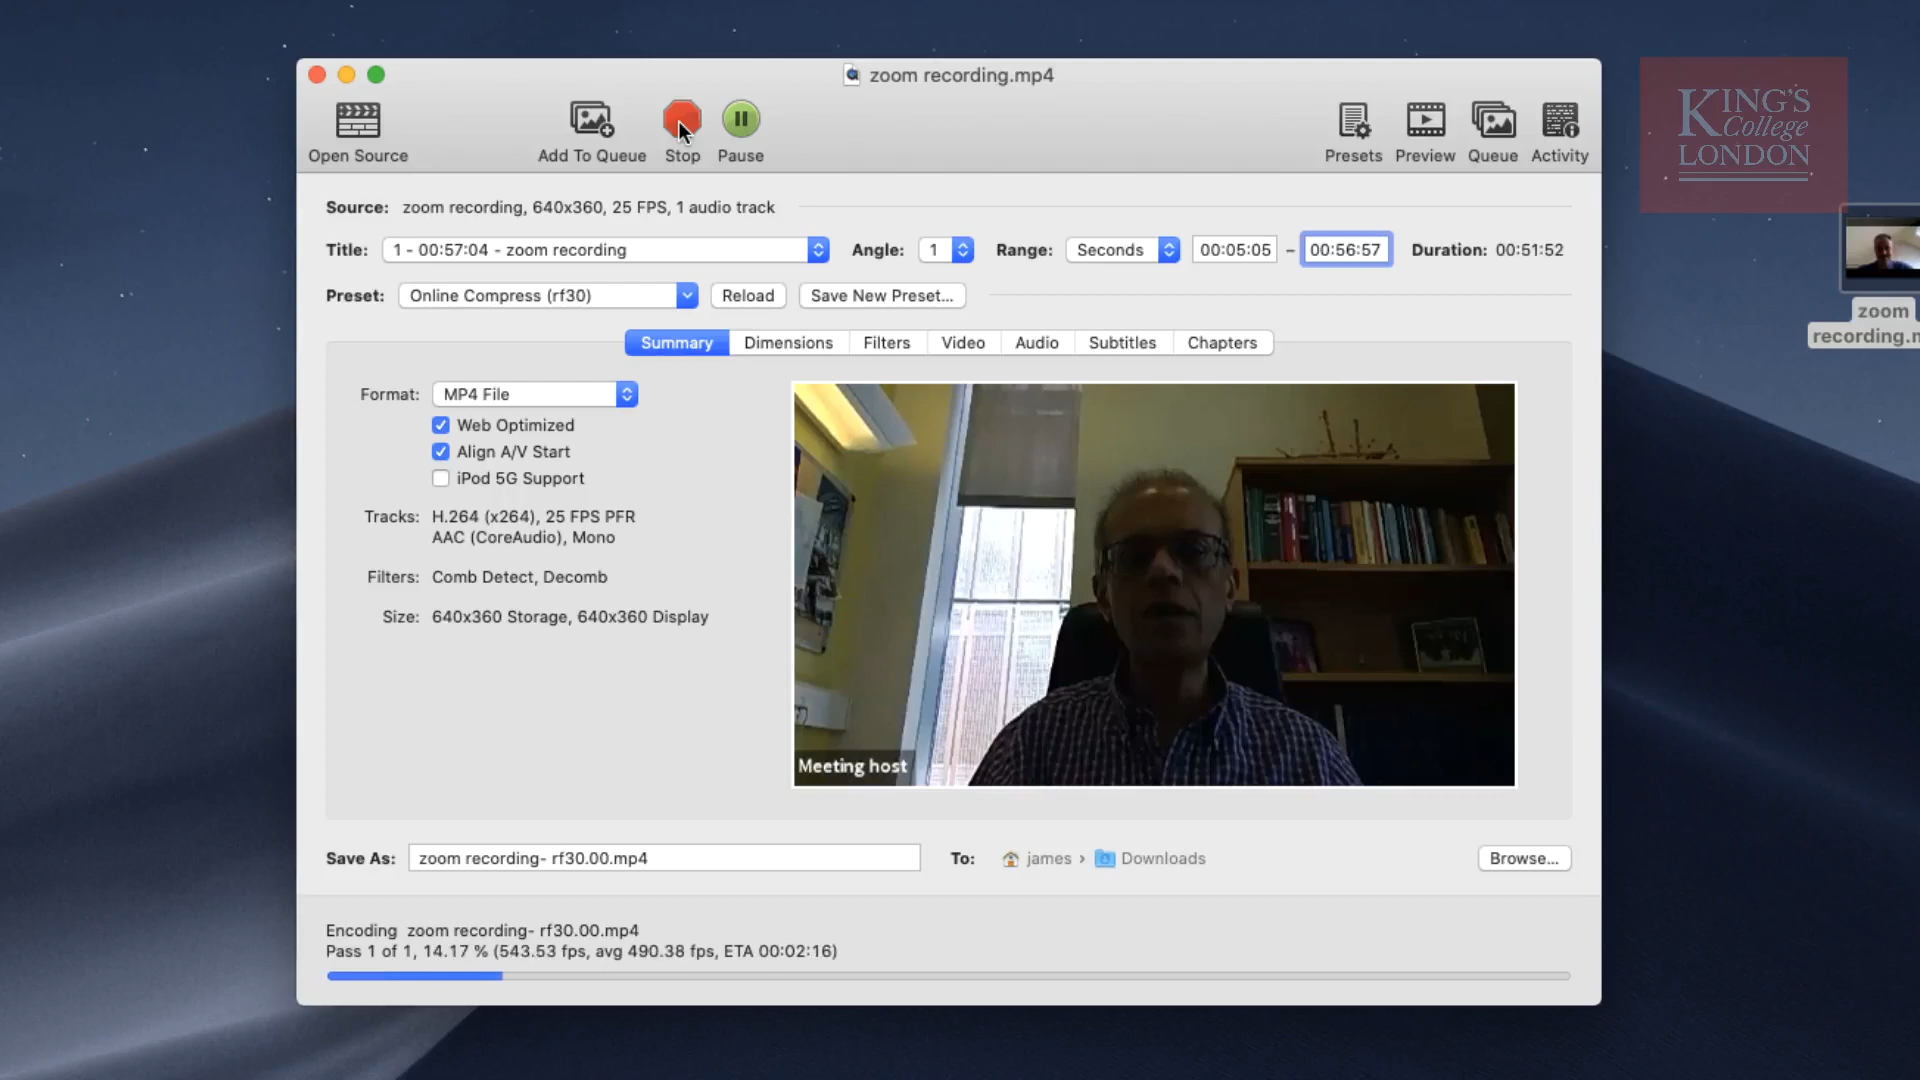 zoom recording.mp4
KING'S
College
LONDON
Open Source
Add To Queue
Stop
Pause
Presets
Preview
Queue
Activity
Source: zoom recording, 640x360, 25 FPS, 1 audio track
Title: 1 - 00:57:04 - zoom recording Angle: 1 Range: Seconds 00:05:05 - 00:56:57 Duration: 00:51:52
Preset: Online Compress (rf30) Reload Save New Preset...
zoom
Summary Dimensions Filters Video Audio Subtitles Chapters
Format: MP4 File
Web Optimized
Align A/V Start
iPod 5G Support
Tracks: H.264 (x264), 25 FPS PFR
AAC (CoreAudio), Mono
Filters: Comb Detect, Decomb
Size: 640x360 Storage, 640x360 Display
Meeting host
Save As: zoom recording- rf30.00.mp4 To: james › Downloads Browse...
Encoding zoom recording- rf30.00.mp4
Pass 1 of 1, 14.17 % (543.53 fps, avg 490.38 fps, ETA 00:02:16)